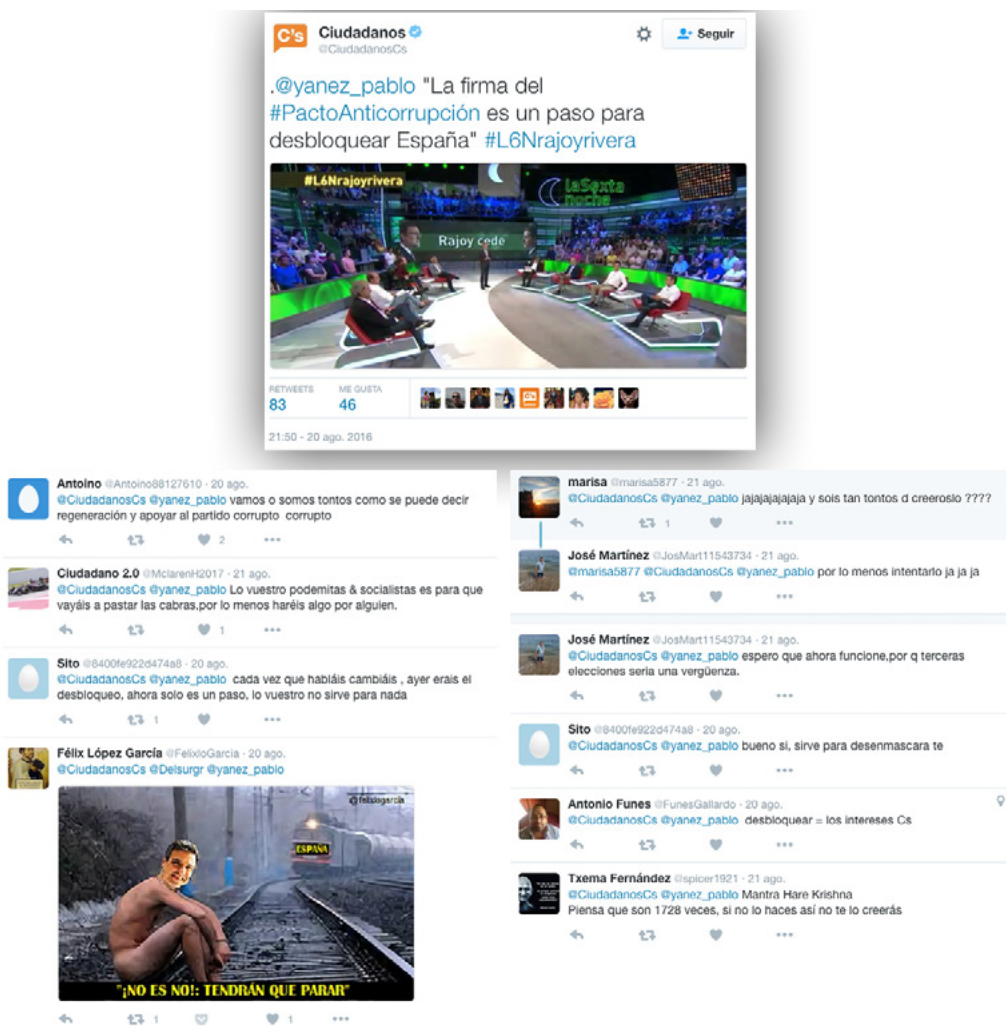 C's
Ciudadanos
@CiudadanosCs
Seguir
.@yanez_pablo "La firma del
#PactoAnticorrupción es un paso para
desbloquear España" #L6Nrajoyrivera
#L6Nrajoyrivera
laSexta
noche
Rajoy cede
RETWEETS
83
ME GUSTA
46
C's
21:50 - 20 ago. 2016
Antoino @Antoino88127610 · 20 ago.
@CiudadanosCs @yanez_pablo vamos o somos tontos como se puede decir
regeneración y apoyar al partido corrupto corrupto
2
Ciudadano 2.0 @MclarenH2017 · 21 ago.
@CiudadanosCs @yanez_pablo Lo vuestro podemitas & socialistas es para que
vayáis a pastar las cabras,por lo menos haréis algo por alguien.
1
Sito @8400fe922d474a8 · 20 ago.
@CiudadanosCs @yanez_pablo cada vez que habláis cambiáis , ayer erais el
desbloqueo, ahora solo es un paso, lo vuestro no sirve para nada
1
Félix López García @FelixloGarcia · 20 ago.
@CiudadanosCs @Delsurgr @yanez_pablo
@felixlogarcia
ESPAÑA
"¡NO ES NO!: TENDRÁN QUE PARAR"
1
1
marisa @marisa5877 · 21 ago.
@CiudadanosCs @yanez_pablo jajajajajajaja y sois tan tontos d creeroslo ????
1
José Martínez @JosMart11543734 · 21 ago.
@marisa5877 @CiudadanosCs @yanez_pablo por lo menos intentarlo ja ja ja
José Martínez @JosMart11543734 · 21 ago.
@CiudadanosCs @yanez_pablo espero que ahora funcione,por q terceras
elecciones seria una vergüenza.
Sito @8400fe922d474a8 · 20 ago.
@CiudadanosCs @yanez_pablo bueno si, sirve para desenmascara te
Antonio Funes @FunesGallardo · 20 ago.
@CiudadanosCs @yanez_pablo desbloquear = los intereses Cs
Txema Fernández @spicer1921 · 21 ago.
@CiudadanosCs @yanez_pablo Mantra Hare Krishna
Piensa que son 1728 veces, si no lo haces así no te lo creerás